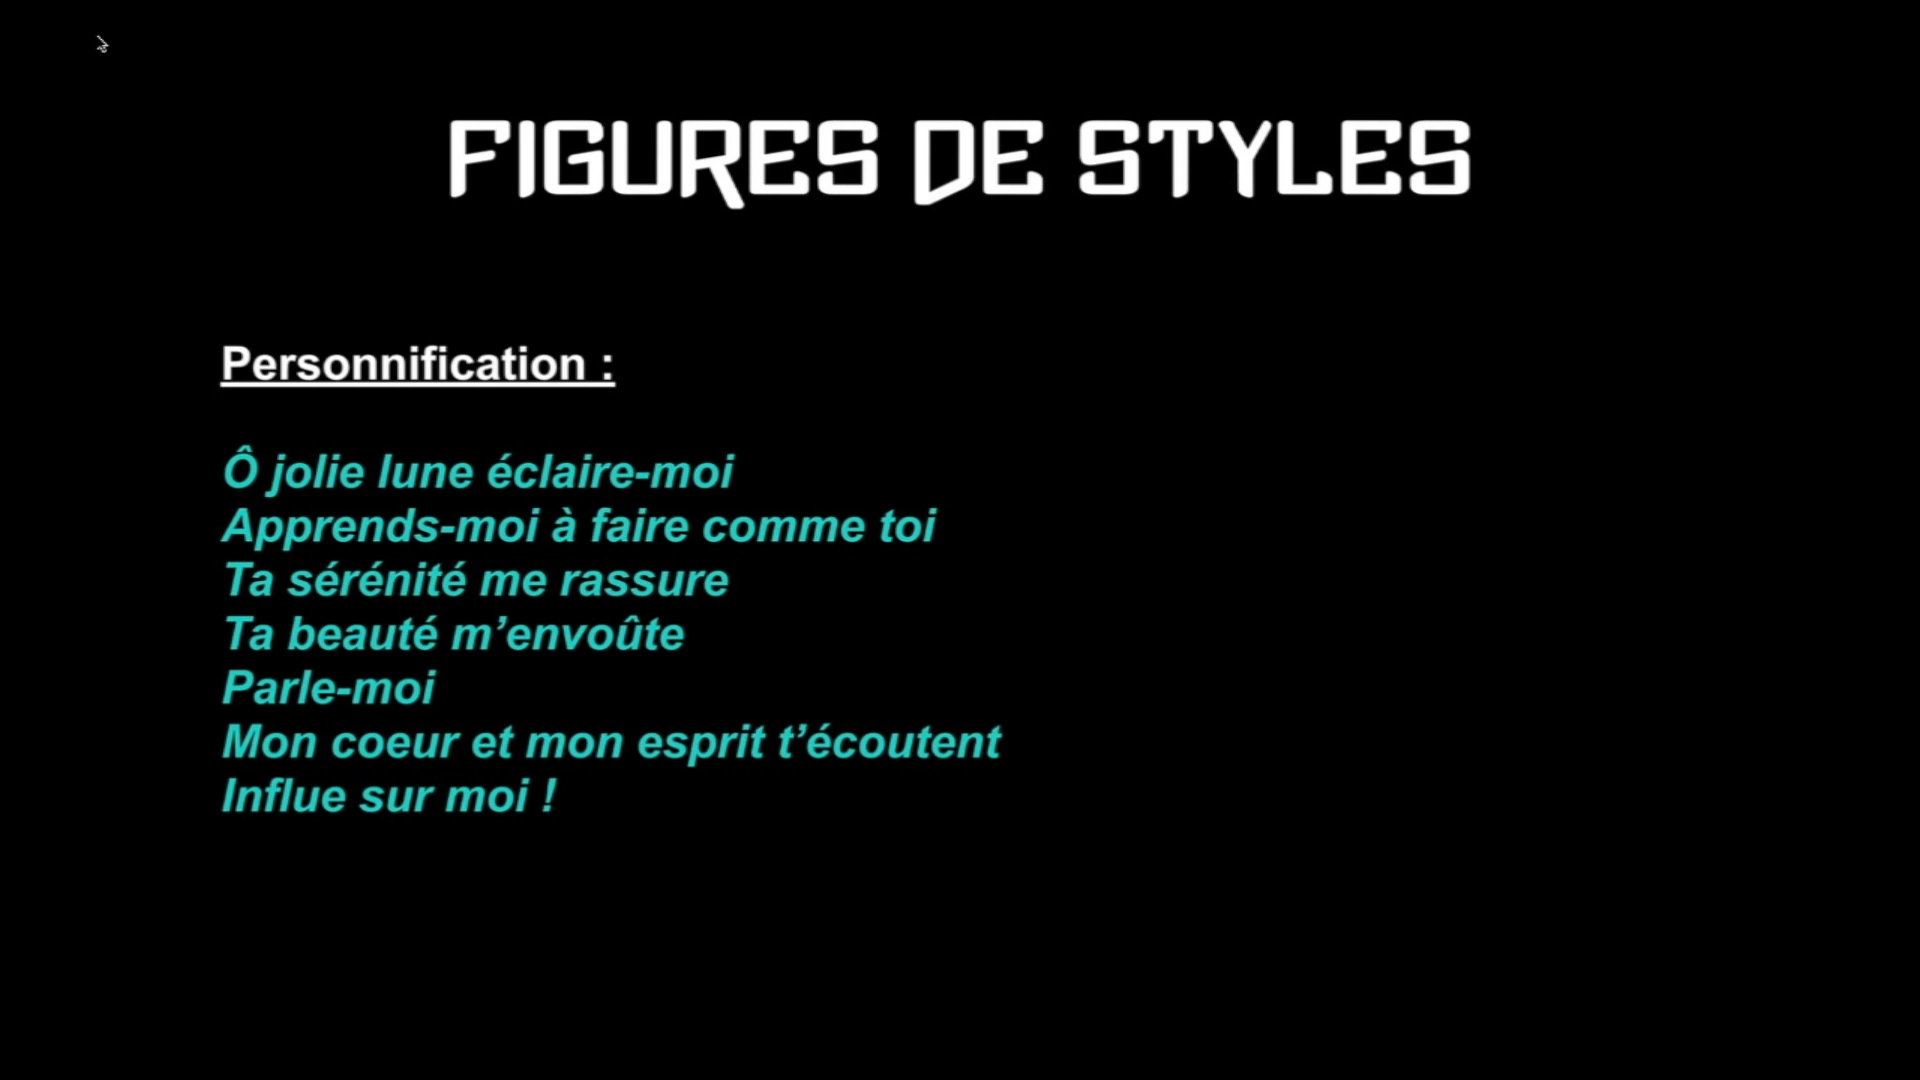 FIGURES DE STYLES
Personnification :
Ô jolie lune éclaire-moi
Apprends-moi à faire comme toi
Ta sérénité me rassure
Ta beauté m’envoûte
Parle-moi
Mon coeur et mon esprit t’écoutent
Influe sur moi !